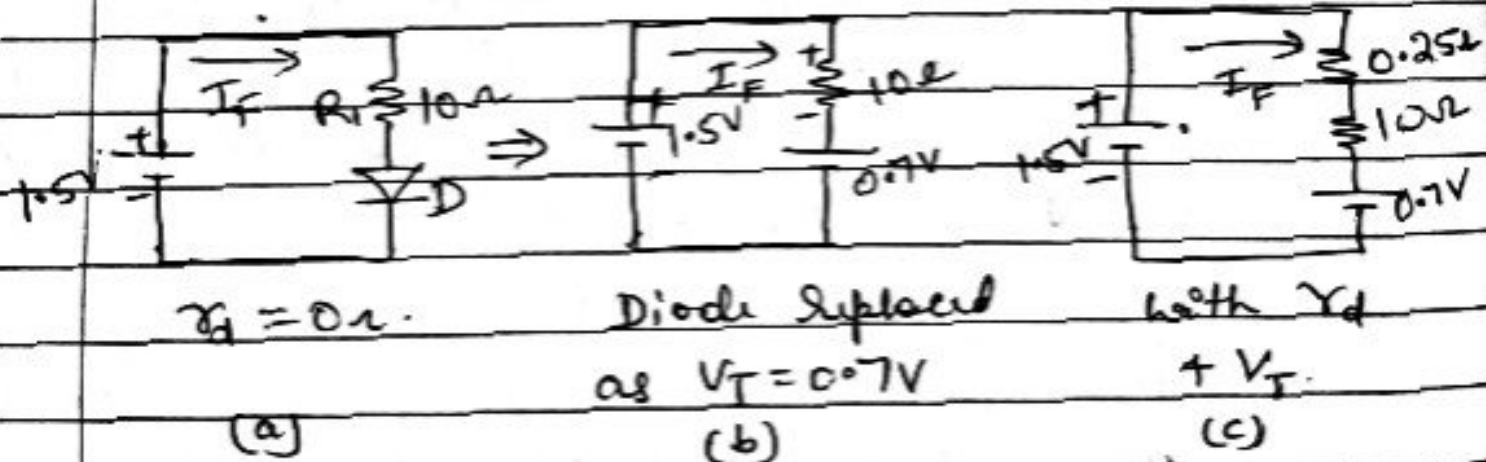 I_F R₁ 10Ω + 1.5V - D
⇒
I_F + 10Ω - + 1.5V 0.7V
I_F 0.25Ω + 10Ω 1.5V - 0.7V
r_d = 0Ω. Diode replaced with r_d
as V_T = 0.7V + V_T.
(a) (b) (c)